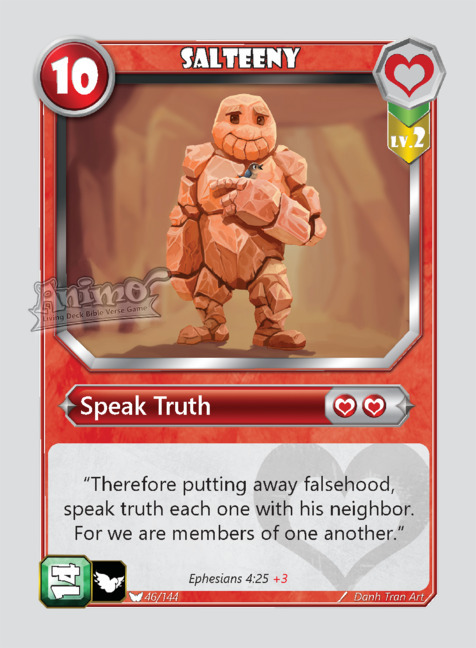 SALTEENY
10
LV.2
Animo
Living Deck Bible Verse Game
Speak Truth
“Therefore putting away falsehood,
speak truth each one with his neighbor.
For we are members of one another.”
Ephesians 4:25 +3
14
46/144
Danh Tran Art